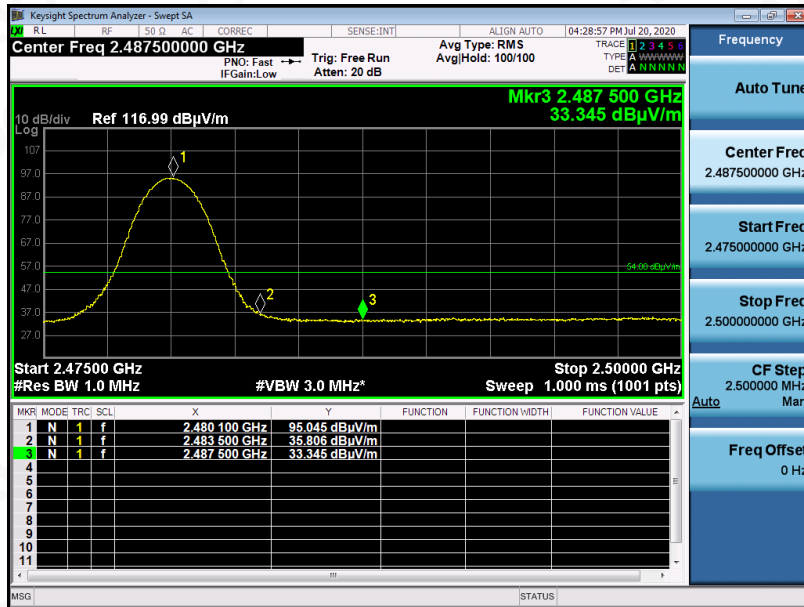 Keysight Spectrum Analyzer - Swept SA
LXI RL RF 50 Ω AC CORREC SENSE:INT ALIGN AUTO 04:28:57 PM Jul 20, 2020
Center Freq 2.487500000 GHz
PNO: Fast
IFGain:Low
Trig: Free Run
Atten: 20 dB
Avg Type: RMS
Avg|Hold: 100/100
TRACE 1 2 3 4 5 6
TYPE A WWWWW
DET A N N N N N
Mkr3 2.487 500 GHz
33.345 dBµV/m
10 dB/div Ref 116.99 dBµV/m
Log
107
97.0
87.0
77.0
67.0
57.0
47.0
37.0
27.0
1
2
3
54.00 dBµV/m
Start 2.47500 GHz Stop 2.50000 GHz
#Res BW 1.0 MHz #VBW 3.0 MHz* Sweep 1.000 ms (1001 pts)
MKR MODE TRC SCL X Y FUNCTION FUNCTION WIDTH FUNCTION VALUE
1 N 1 f 2.480 100 GHz 95.045 dBµV/m
2 N 1 f 2.483 500 GHz 35.806 dBµV/m
3 N 1 f 2.487 500 GHz 33.345 dBµV/m
4
5
6
7
8
9
10
11
MSG STATUS
Frequency
Auto Tune
Center Freq
2.487500000 GHz
Start Freq
2.475000000 GHz
Stop Freq
2.500000000 GHz
CF Step
2.500000 MHz
Auto Man
Freq Offset
0 Hz